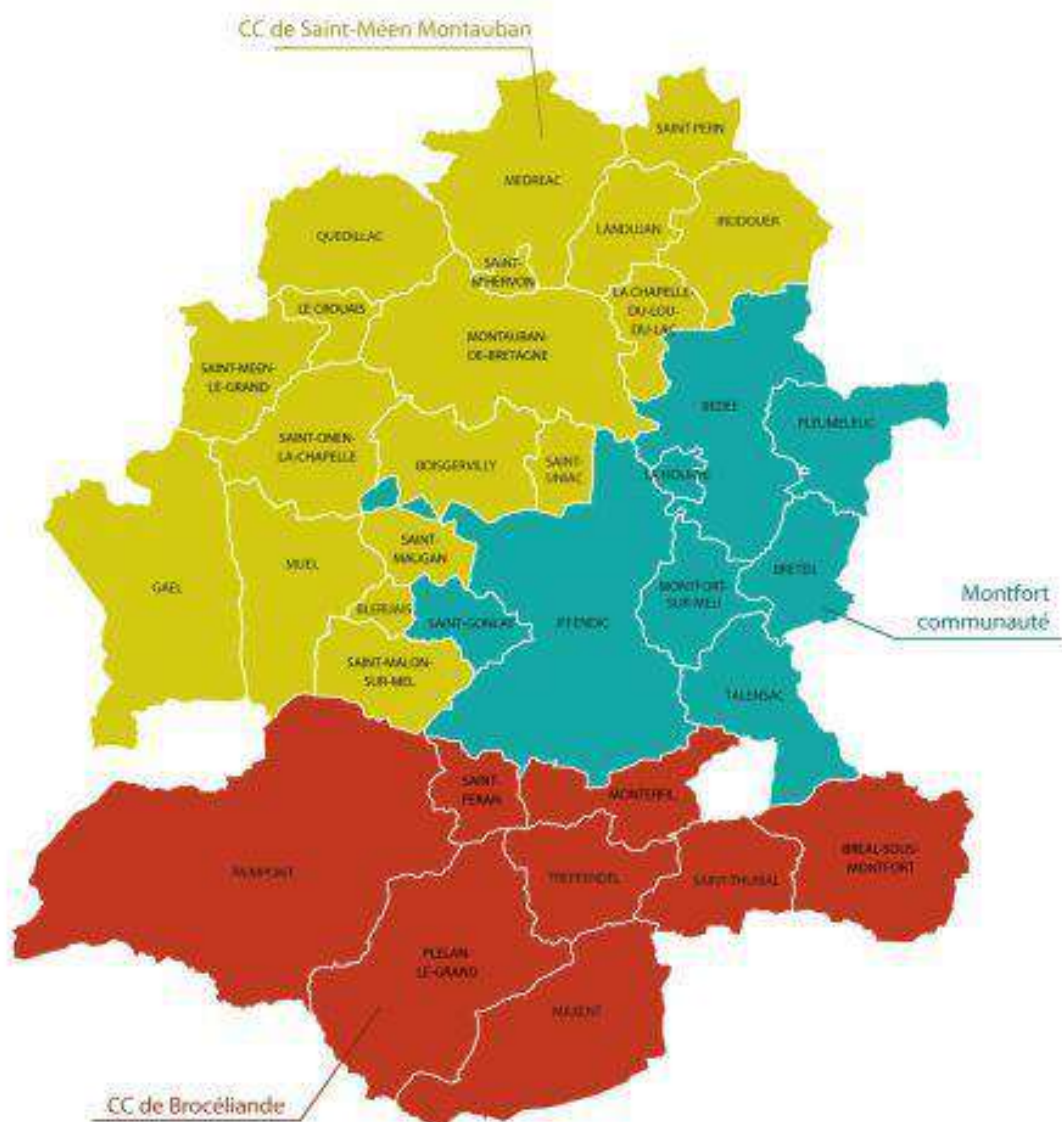 CC de Saint-Méen Montauban
SAINT-PERN
MEDREAC
IRODOUER
LANDUJAN
QUEDILLAC
SAINT-
M'HERVON
LA CHAPELLE-
DU-LOU-
DU-LAC
LE CROUAIS
MONTAUBAN-
DE-BRETAGNE
SAINT-MEEN-
LE-GRAND
BEDEE
PLEUMELEUC
SAINT-ONEN-
LA-CHAPELLE
BOISGERVILLY
SAINT-
UNIAC
LA NOUAYE
SAINT-
MAUGAN
MUEL
GAEL
BRETEIL
MONTFORT-
SUR-MEU
Montfort
communauté
BLERUAIS
SAINT-GONLAY
IFFENDIC
SAINT-MALON-
SUR-MEL
TALENSAC
SAINT-
PERAN
MONTERFIL
BREAL-SOUS-
MONTFORT
PAIMPONT
TREFFENDEL
SAINT-THURIAL
PLELAN-
LE-GRAND
MAXENT
CC de Brocéliande